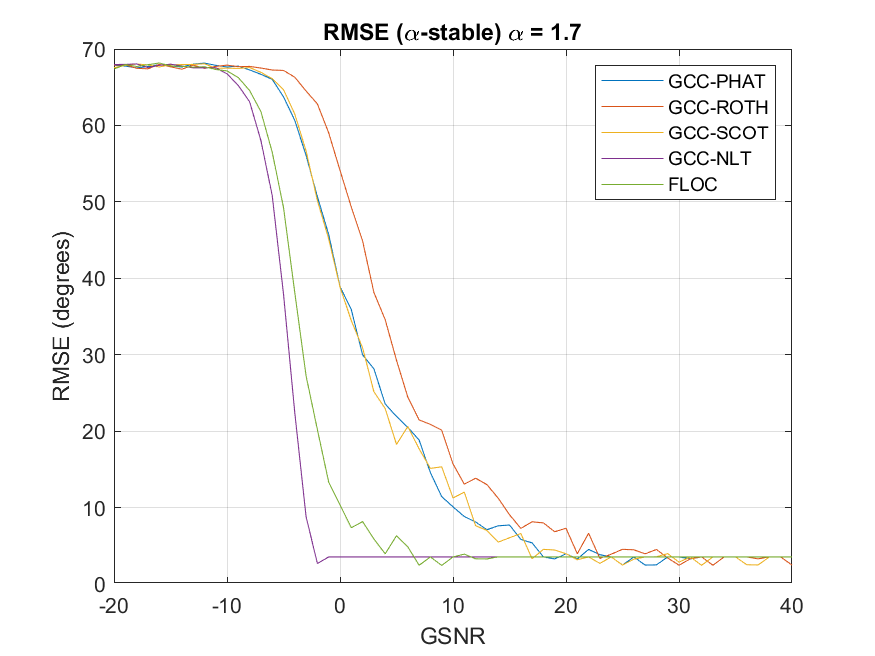 RMSE (α-stable) α = 1.7
70
60
50
40
30
20
10
0
RMSE (degrees)
GCC-PHAT
GCC-ROTH
GCC-SCOT
GCC-NLT
FLOC
-20 -10 0 10 20 30 40
GSNR